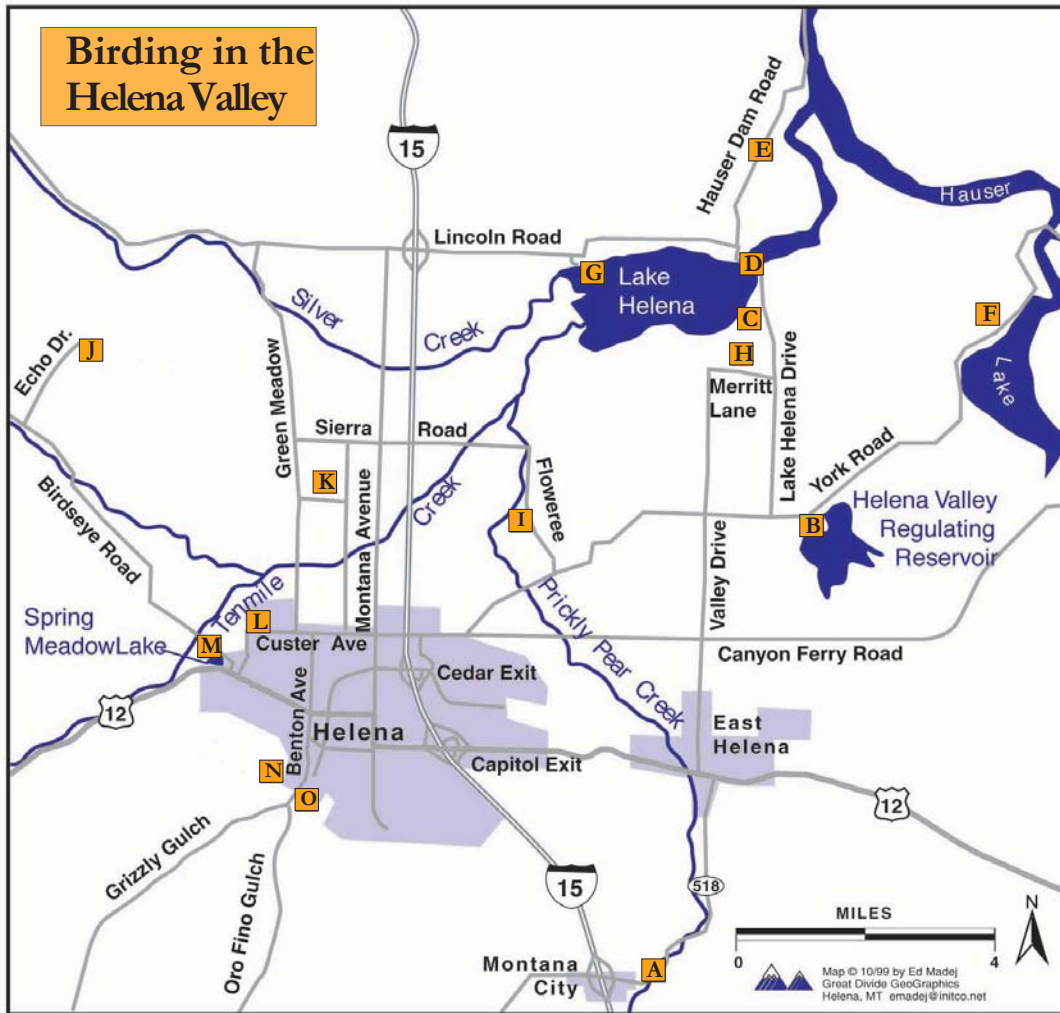 Birding in the
Helena Valley
15
Hauser Dam Road
E
Hauser
Lincoln Road
D
G
Lake
Helena
Silver
Creek
C
F
H
J
Echo Dr.
Merritt
Lane
Lake Helena Drive
Lake
Green Meadow
Sierra Road
K
Montana Avenue
Creek
Floweree
I
York Road
B
Helena Valley
Regulating
Reservoir
Birdseye Road
Valley Drive
Tenmile
Prickly Pear Creek
Spring
MeadowLake
L
M
Custer Ave
Canyon Ferry Road
Cedar Exit
12
Benton Ave
Helena
East
Helena
Capitol Exit
N
O
12
Grizzly Gulch
Oro Fino Gulch
15
518
MILES
0
4
N
Montana
City
A
Map © 10/99 by Ed Madej
Great Divide GeoGraphics
Helena, MT emadej@initco.net